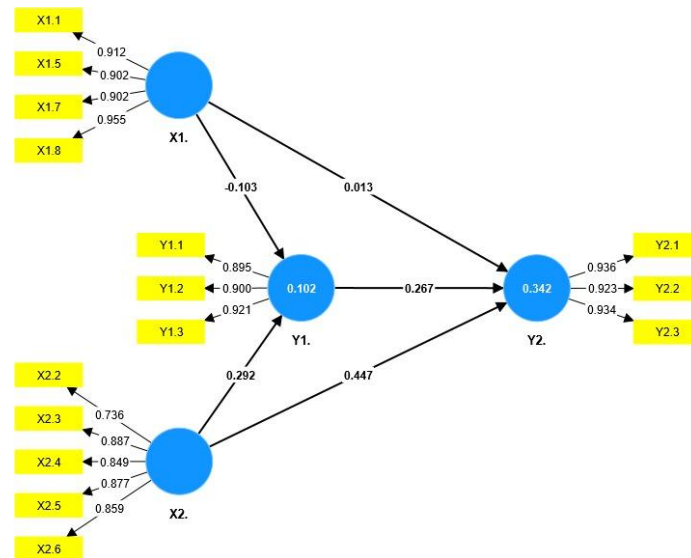 X1.1
0.912
X1.5
0.902
X1.7
0.902
X1.8
0.955
X1.
-0.103
0.013
Y1.1
0.895
Y1.2
0.900
Y1.3
0.921
0.102
Y1.
0.267
0.342
Y2.
Y2.1
0.936
Y2.2
0.923
Y2.3
0.934
0.292
0.447
X2.2
0.736
X2.3
0.887
X2.4
0.849
X2.5
0.877
X2.6
0.859
X2.